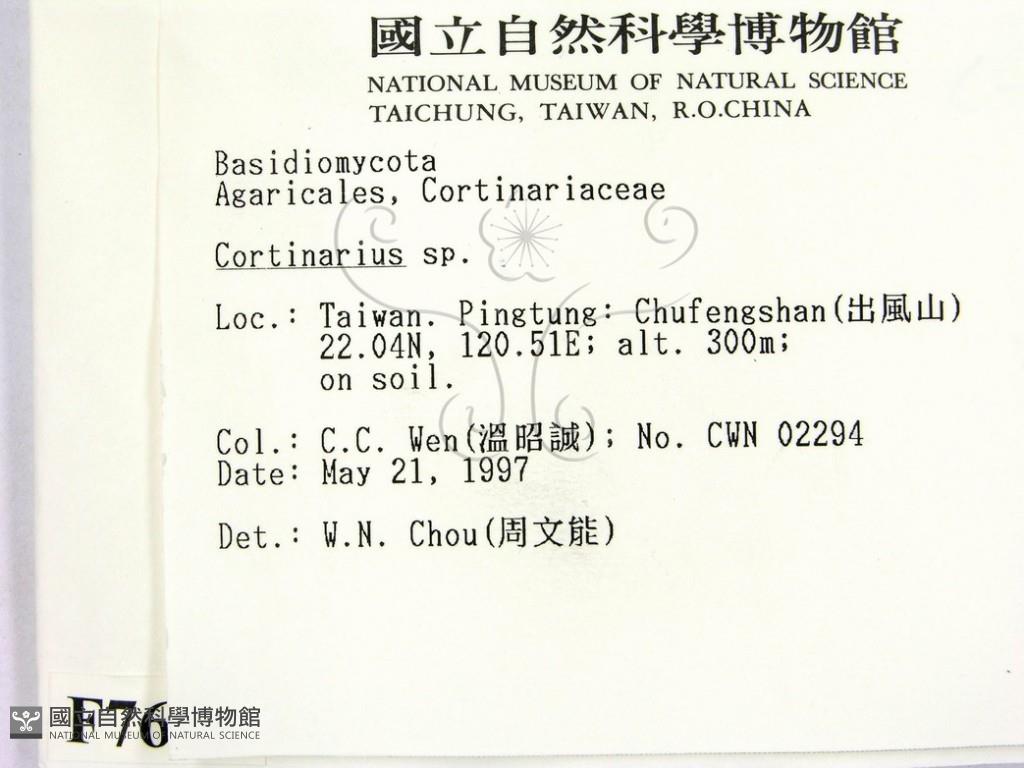 國立自然科學博物館
NATIONAL MUSEUM OF NATURAL SCIENCE
TAICHUNG, TAIWAN, R.O.CHINA
Basidiomycota
Agaricales, Cortinariaceae
Cortinarius sp.
Loc.: Taiwan. Pingtung: Chufengshan(出風山)
22.04N, 120.51E; alt. 300m;
on soil.
Col.: C.C. Wen(溫昭誠); No. CWN 02294
Date: May 21, 1997
Det.: W.N. Chou(周文能)
F76
國立自然科學博物館
NATIONAL MUSEUM OF NATURAL SCIENCE